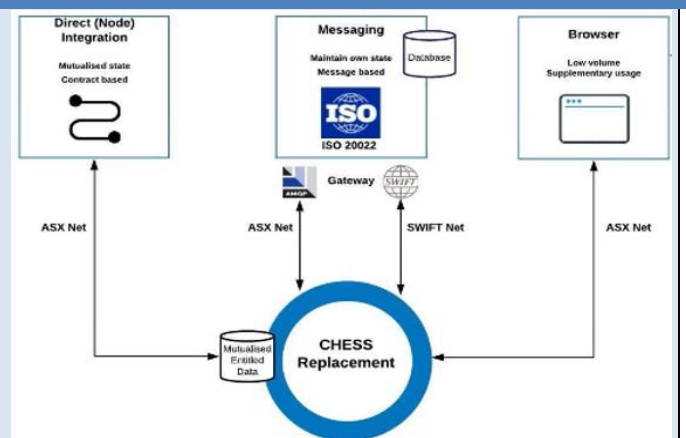 Direct (Node)
Integration
Mutualised state
Contract based
Messaging
Maintain own state
Message based
Database
ISO
ISO 20022
Browser
Low volume
Supplementary usage
AMQP
Gateway
SWIFT
ASX Net
ASX Net
SWIFT Net
ASX Net
Mutualised
Entitled
Data
CHESS
Replacement